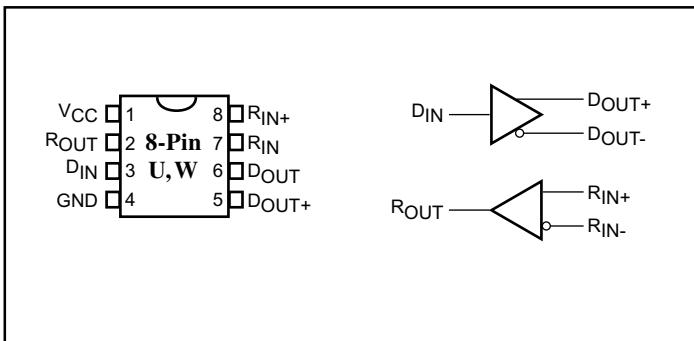 VCC 1 8 RIN+
ROUT 2 8-Pin 7 RIN
DIN 3 U, W 6 DOUT
GND 4 5 DOUT+
DIN DOUT+
DOUT-
ROUT RIN+
RIN-